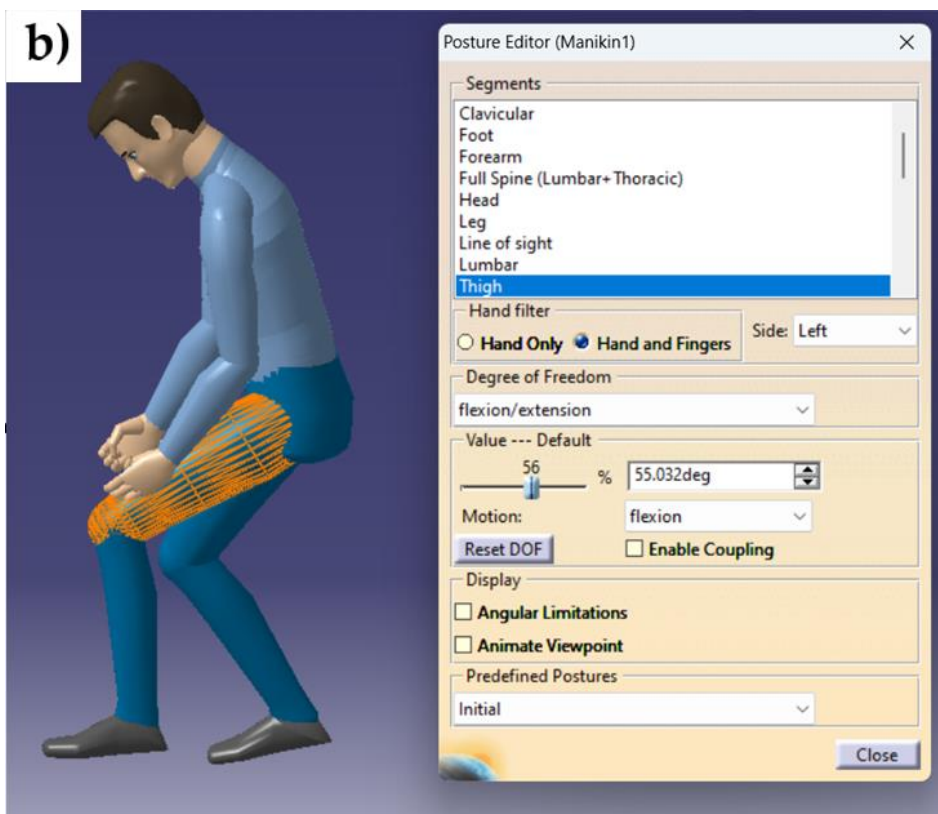 b)
Posture Editor (Manikin1)
Segments
Clavicular
Foot
Forearm
Full Spine (Lumbar+Thoracic)
Head
Leg
Line of sight
Lumbar
Thigh
Hand filter
Hand Only Hand and Fingers
Side: Left
Degree of Freedom
flexion/extension
Value --- Default
56 % 55.032deg
Motion: flexion
Reset DOF Enable Coupling
Display
Angular Limitations
Animate Viewpoint
Predefined Postures
Initial
Close